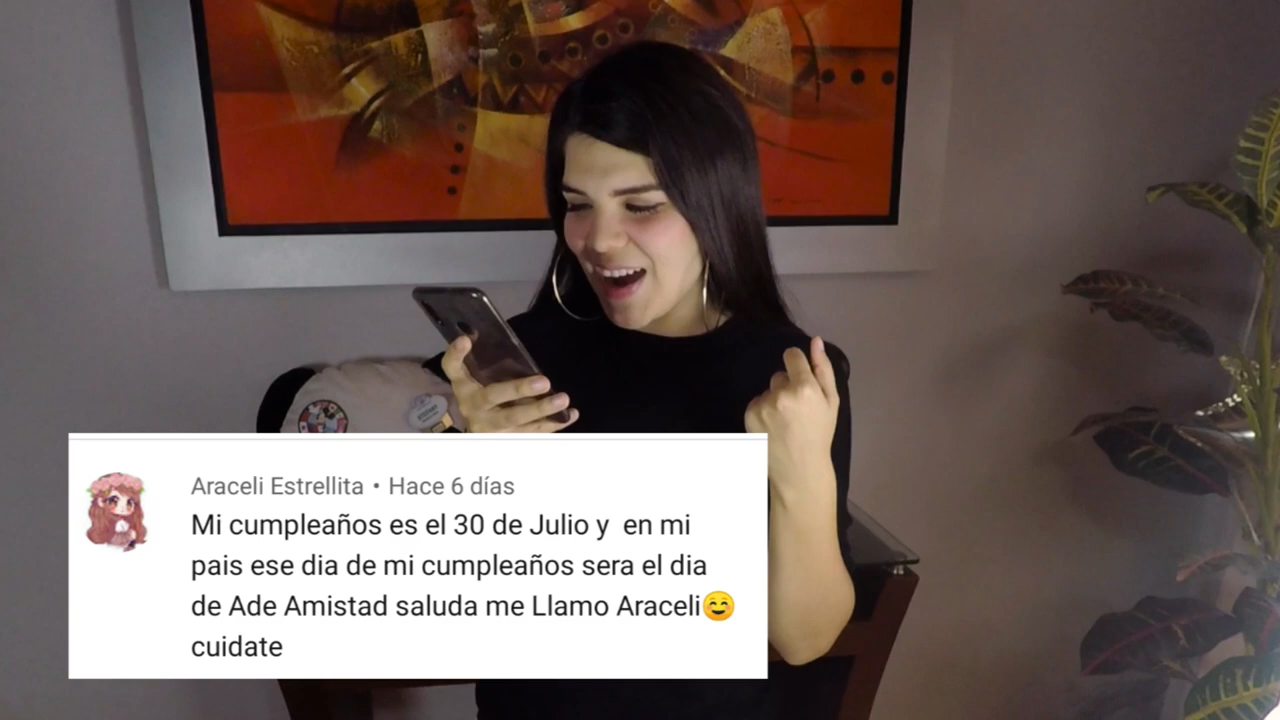 Araceli Estrellita • Hace 6 días
Mi cumpleaños es el 30 de Julio y  en mi
pais ese dia de mi cumpleaños sera el dia
de Ade Amistad saluda me Llamo Araceli😊
cuidate